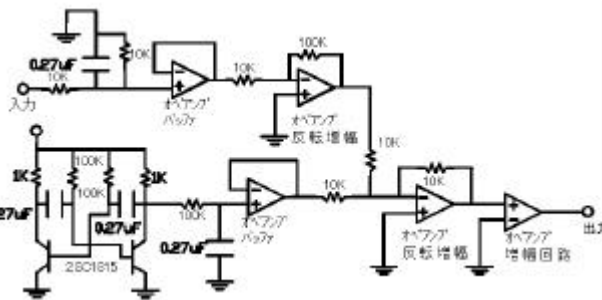 0.27uF
10K
10K
入力
オペアンプ
バッファ
10K
100K
オペアンプ
反転増幅
10K
1K
100K
100K
1K
27uF
0.27uF
2SC1815
100K
0.27uF
オペアンプ
バッファ
10K
10K
オペアンプ
反転増幅
オペアンプ
増幅回路
出力